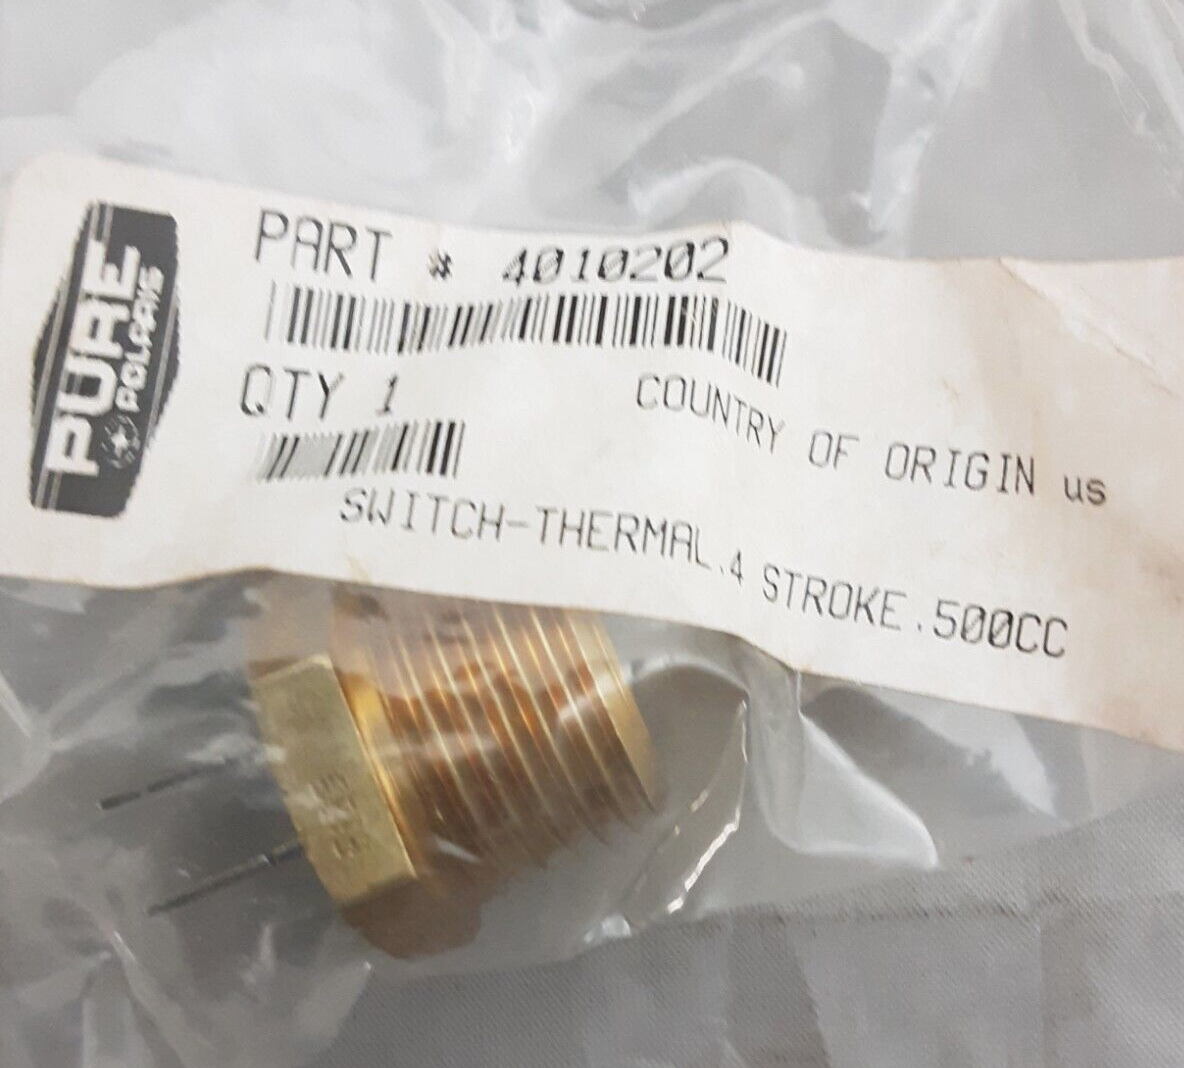 PURE
POLARIS
PART # 4010202
QTY 1
COUNTRY OF ORIGIN us
SWITCH-THERMAL.4 STROKE.500CC